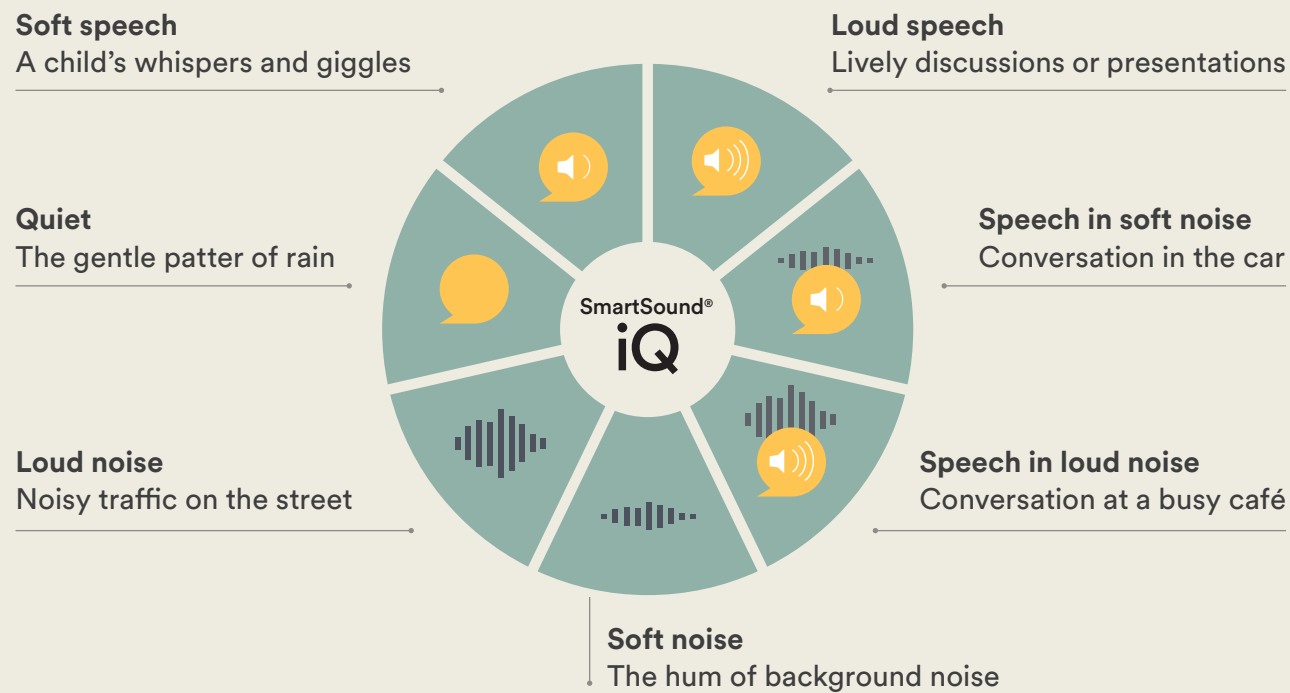 Soft speech
A child’s whispers and giggles
Loud speech
Lively discussions or presentations
Quiet
The gentle patter of rain
Speech in soft noise
Conversation in the car
SmartSound®
iQ
Loud noise
Noisy traffic on the street
Speech in loud noise
Conversation at a busy café
Soft noise
The hum of background noise